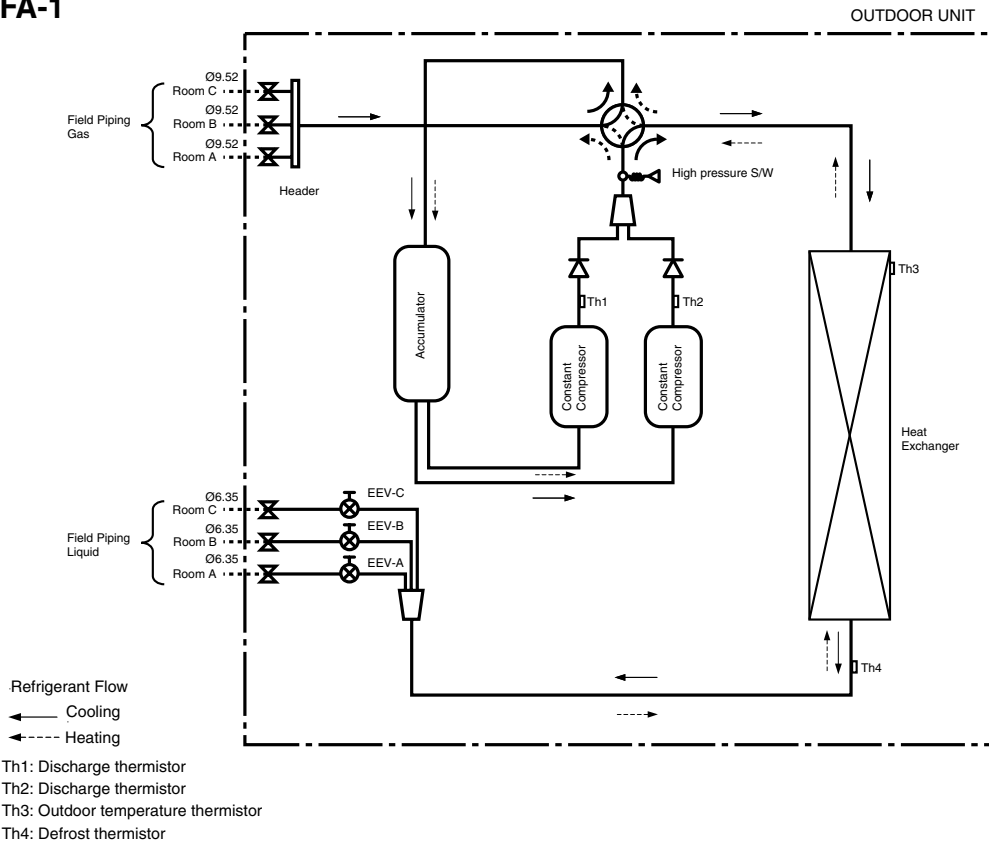 FA-1
OUTDOOR UNIT
Field Piping
Gas
Ø9.52
Room C
Ø9.52
Room B
Ø9.52
Room A
Header
High pressure S/W
Th3
Th1
Th2
Accumulator
Constant
Compressor
Constant
Compressor
Heat
Exchanger
Field Piping
Liquid
Ø6.35
Room C
Ø6.35
Room B
Ø6.35
Room A
EEV-C
EEV-B
EEV-A
Th4
Refrigerant Flow
Cooling
Heating
Th1: Discharge thermistor
Th2: Discharge thermistor
Th3: Outdoor temperature thermistor
Th4: Defrost thermistor